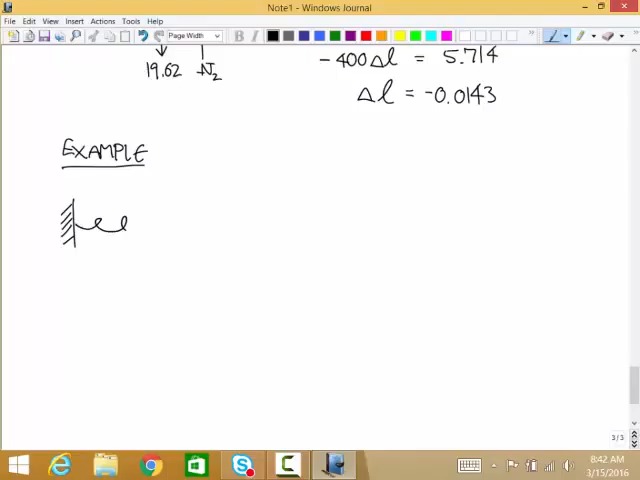 Note1 - Windows Journal
File Edit View Insert Actions Tools Help
Page Width
B I
-400Δl = 5.714
19.62 N₂
Δl = -0.0143
EXAMPLE
3/3
8:42 AM
3/15/2016